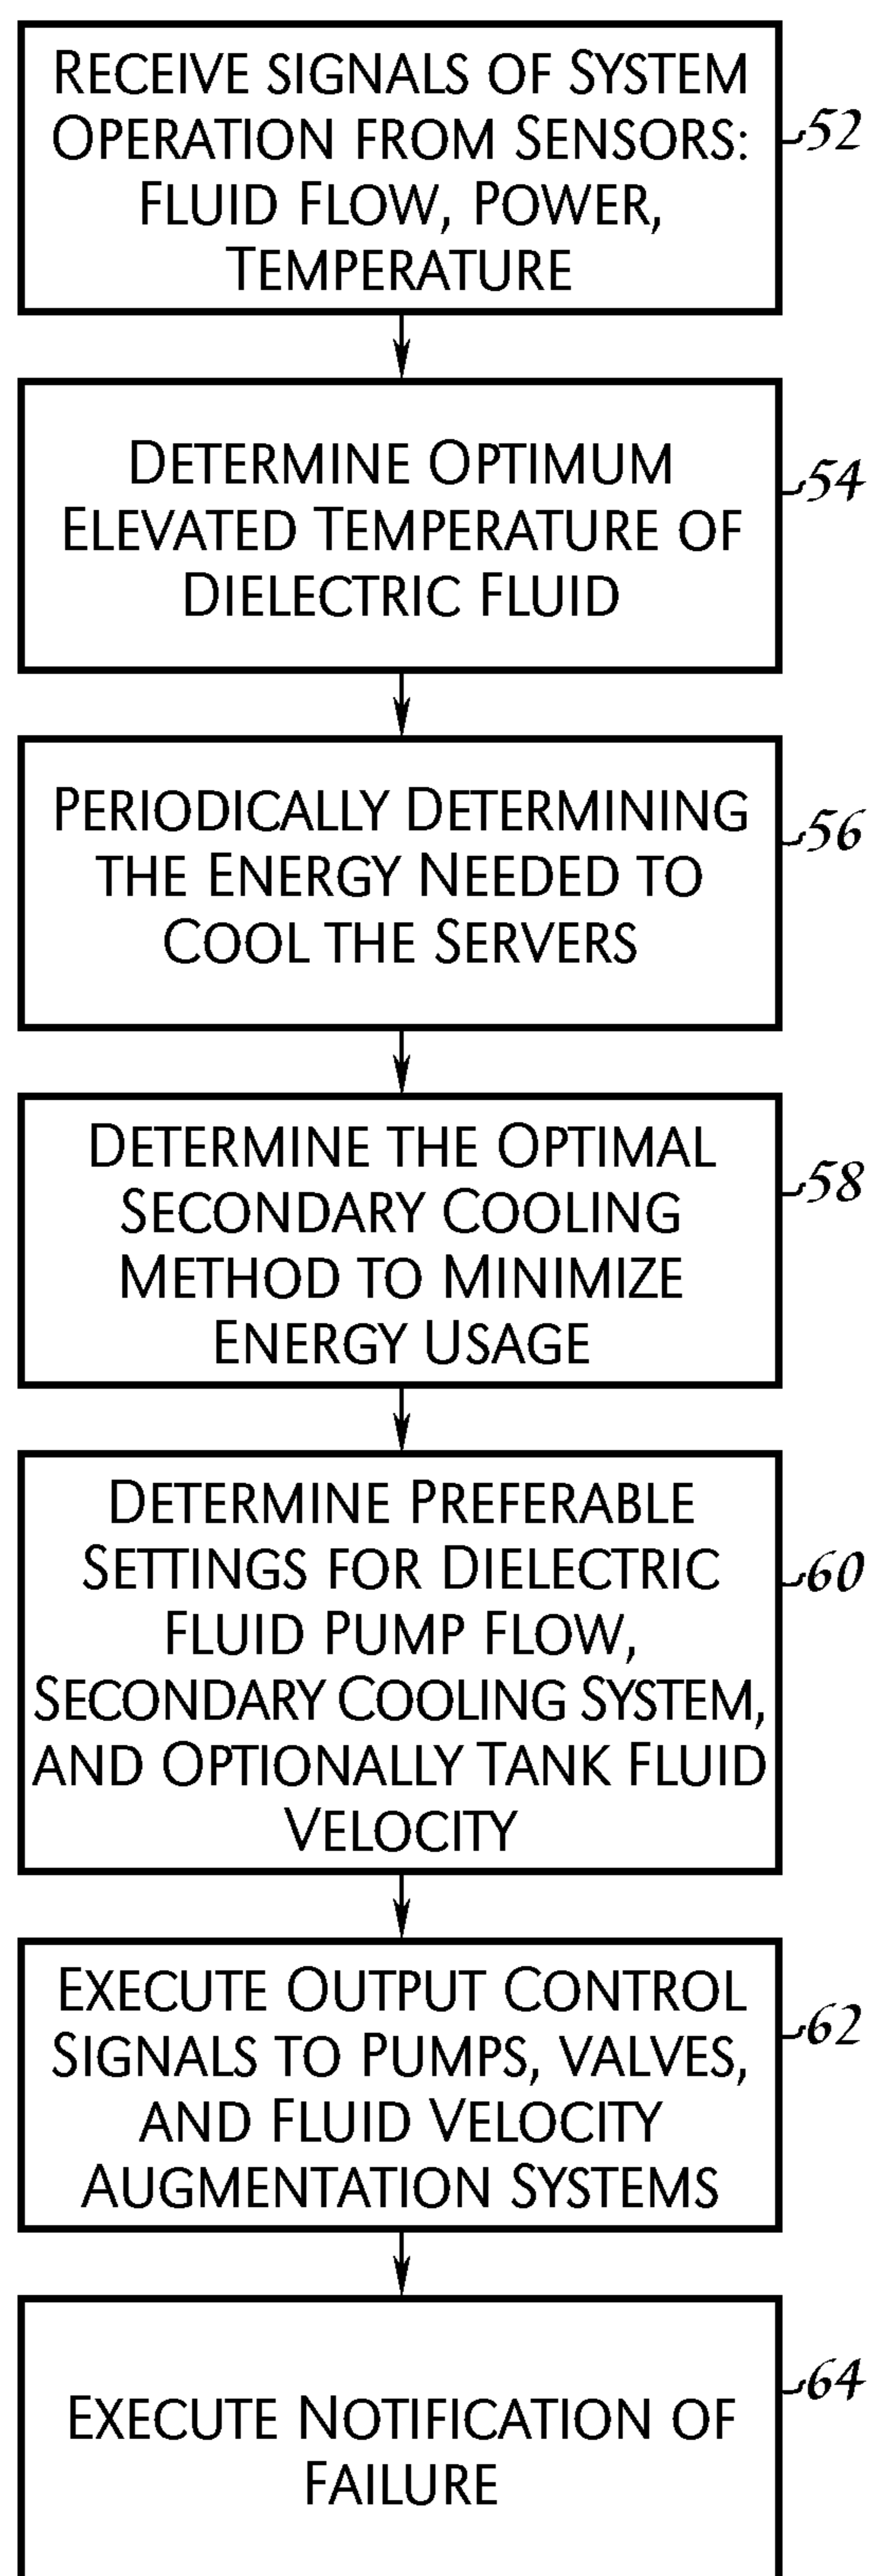 RECEIVE SIGNALS OF SYSTEM
OPERATION FROM SENSORS:
FLUID FLOW, POWER,
TEMPERATURE
52
DETERMINE OPTIMUM
ELEVATED TEMPERATURE OF
DIELECTRIC FLUID
54
PERIODICALLY DETERMINING
THE ENERGY NEEDED TO
COOL THE SERVERS
56
DETERMINE THE OPTIMAL
SECONDARY COOLING
METHOD TO MINIMIZE
ENERGY USAGE
58
DETERMINE PREFERABLE
SETTINGS FOR DIELECTRIC
FLUID PUMP FLOW,
SECONDARY COOLING SYSTEM,
AND OPTIONALLY TANK FLUID
VELOCITY
60
EXECUTE OUTPUT CONTROL
SIGNALS TO PUMPS, VALVES,
AND FLUID VELOCITY
AUGMENTATION SYSTEMS
62
EXECUTE NOTIFICATION OF
FAILURE
64